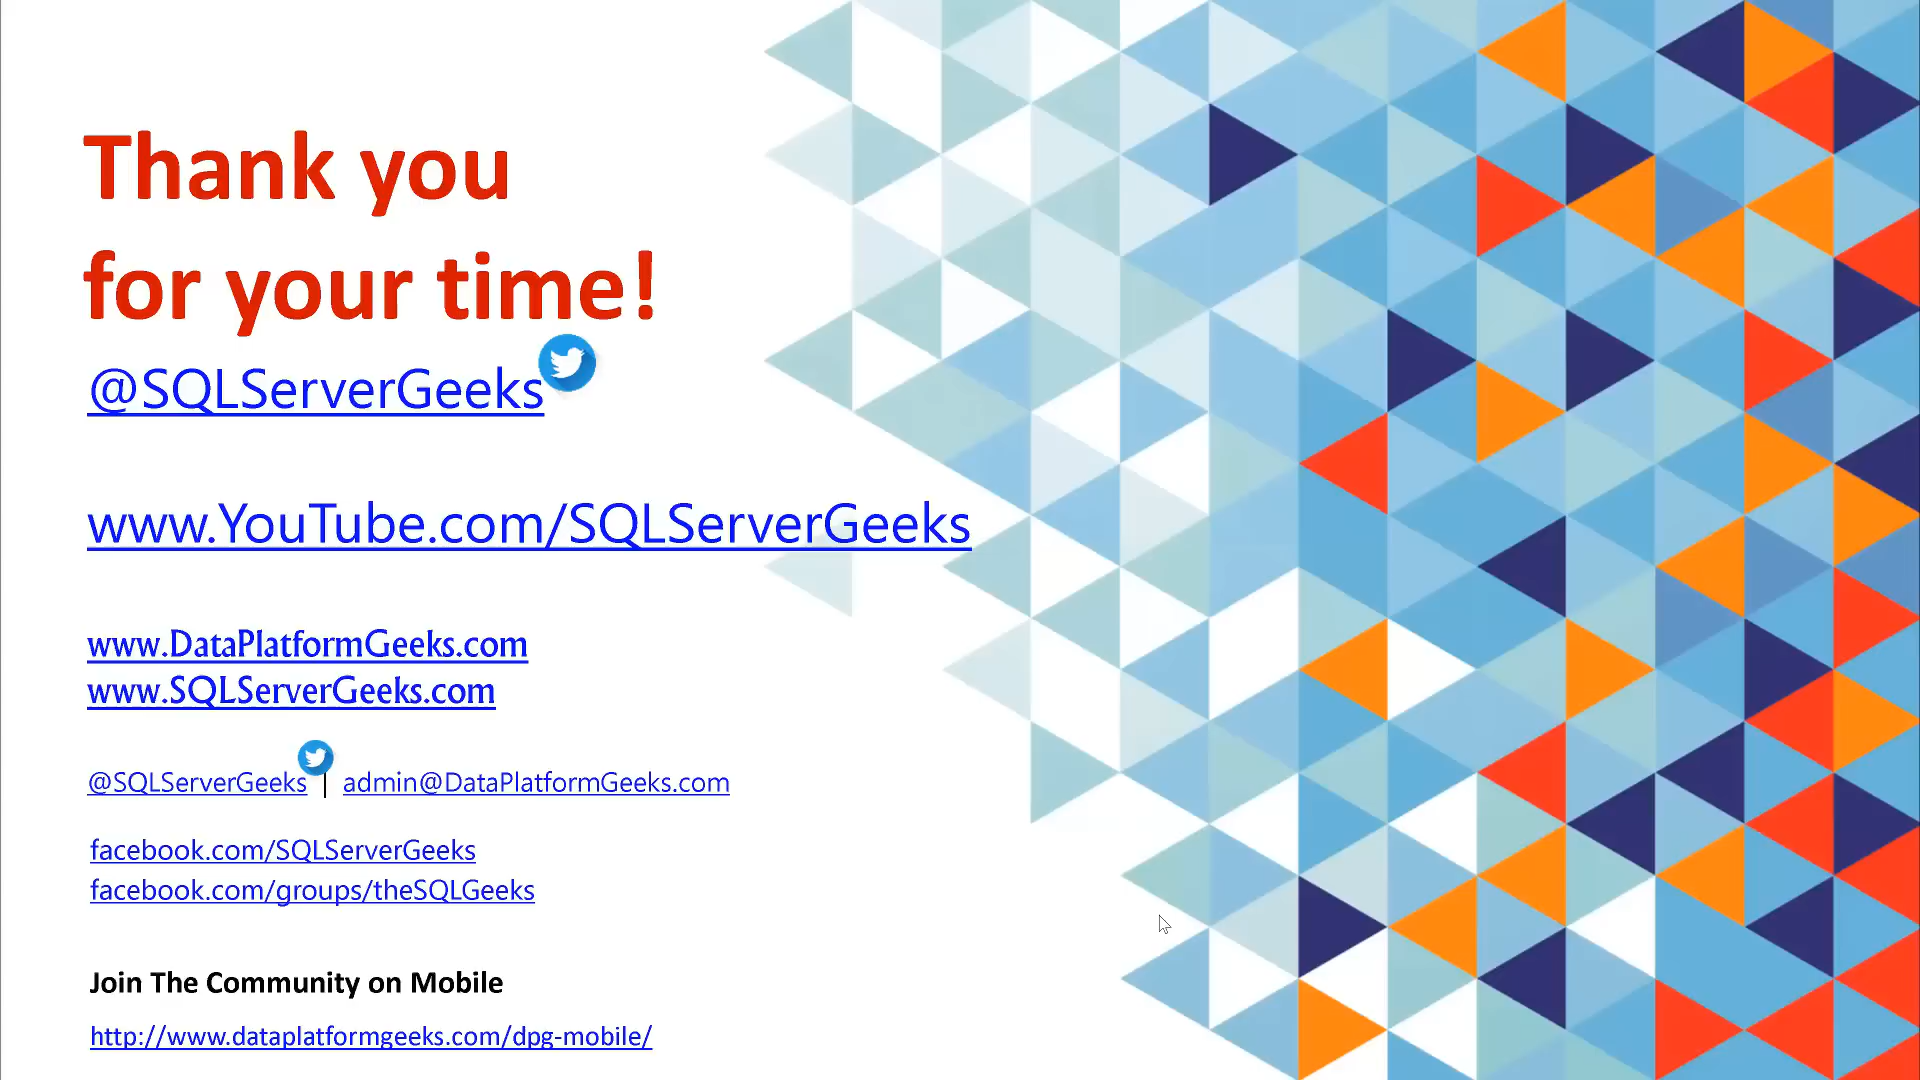 Thank you
for your time!
@SQLServerGeeks
www.YouTube.com/SQLServerGeeks
www.DataPlatformGeeks.com
www.SQLServerGeeks.com
@SQLServerGeeks | admin@DataPlatformGeeks.com
facebook.com/SQLServerGeeks
facebook.com/groups/theSQLGeeks
Join The Community on Mobile
http://www.dataplatformgeeks.com/dpg-mobile/